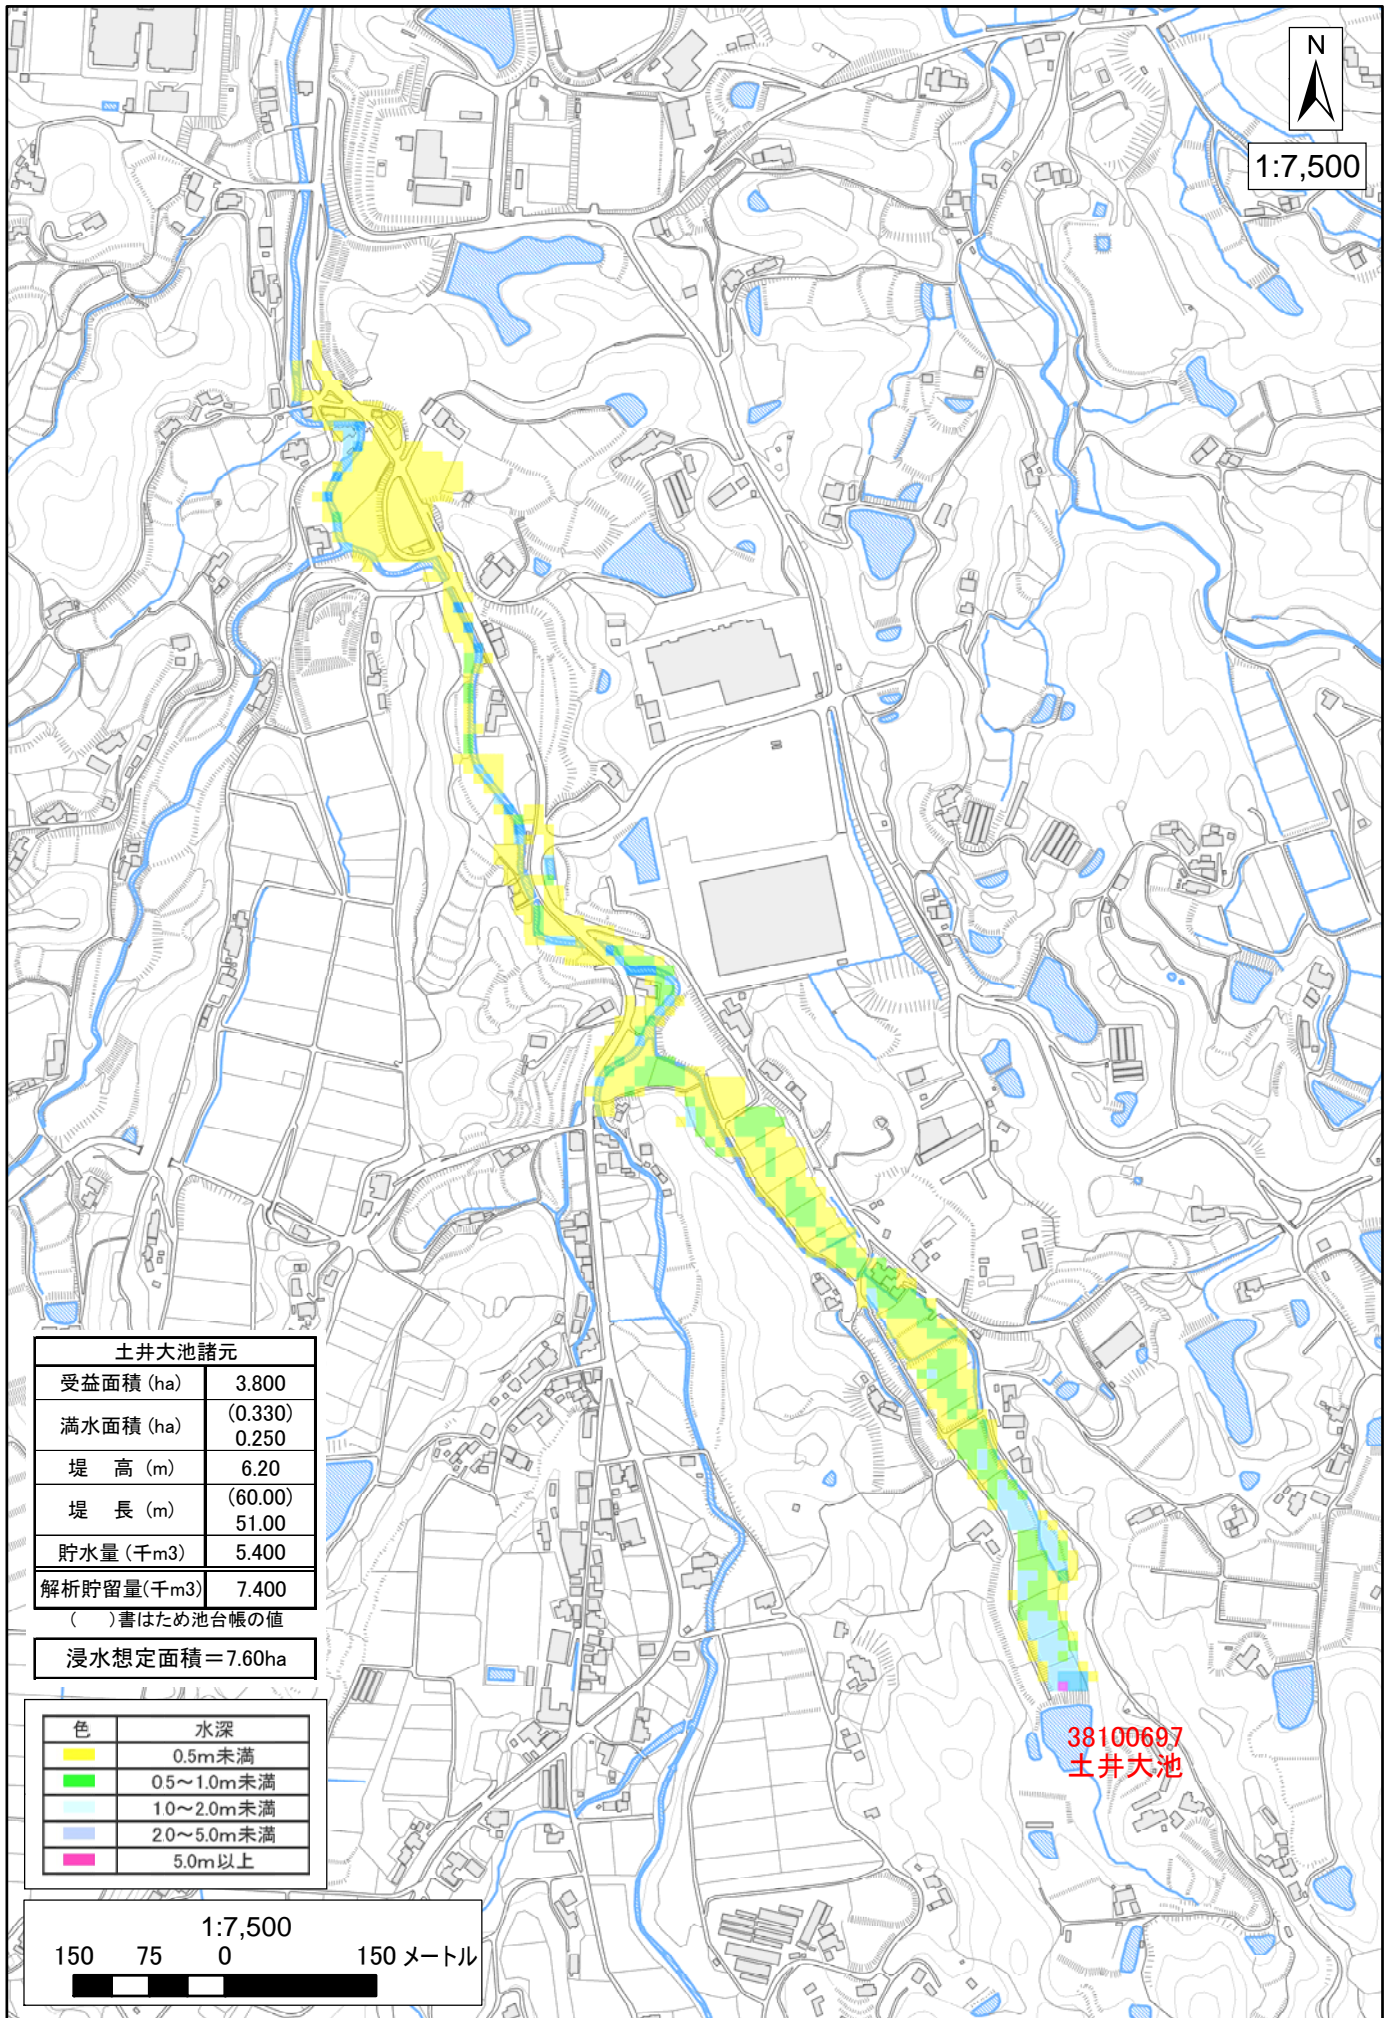 N
1:7,500
土井大池諸元
受益面積 (ha) 3.800
満水面積 (ha) (0.330)
0.250
堤 高 (m) 6.20
堤 長 (m) (60.00)
51.00
貯水量 (千m3) 5.400
解析貯留量(千m3) 7.400
( )書はため池台帳の値
浸水想定面積=7.60ha
色 水深
0.5m未満
0.5~1.0m未満
1.0~2.0m未満
2.0~5.0m未満
5.0m以上
38100697
土井大池
1:7,500
150 75 0 150 メートル